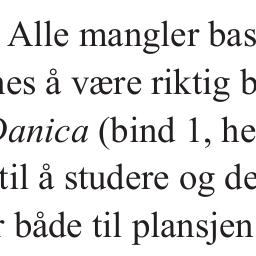 Alle mangler bas
nes å være riktig b
Danica (bind 1, he
til å studere og de
r både til plansjen